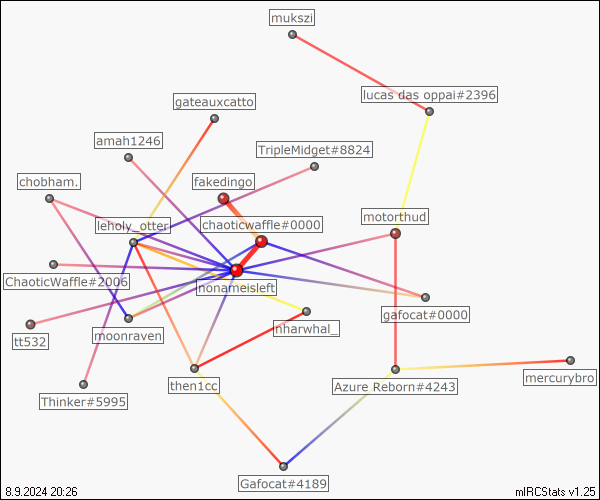 mukszi
lucas das oppai#2396
gateauxcatto
amah1246
TripleMidget#8824
chobham.
fakedingo
motorthud
leholy_otter
chaoticwaffle#0000
ChaoticWaffle#2006
nonameisleft
gafocat#0000
tt532
moonraven
nharwhal_
then1cc
Azure Reborn#4243
mercurybro
Thinker#5995
Gafocat#4189
8.9.2024 20:26
mIRCStats v1.25